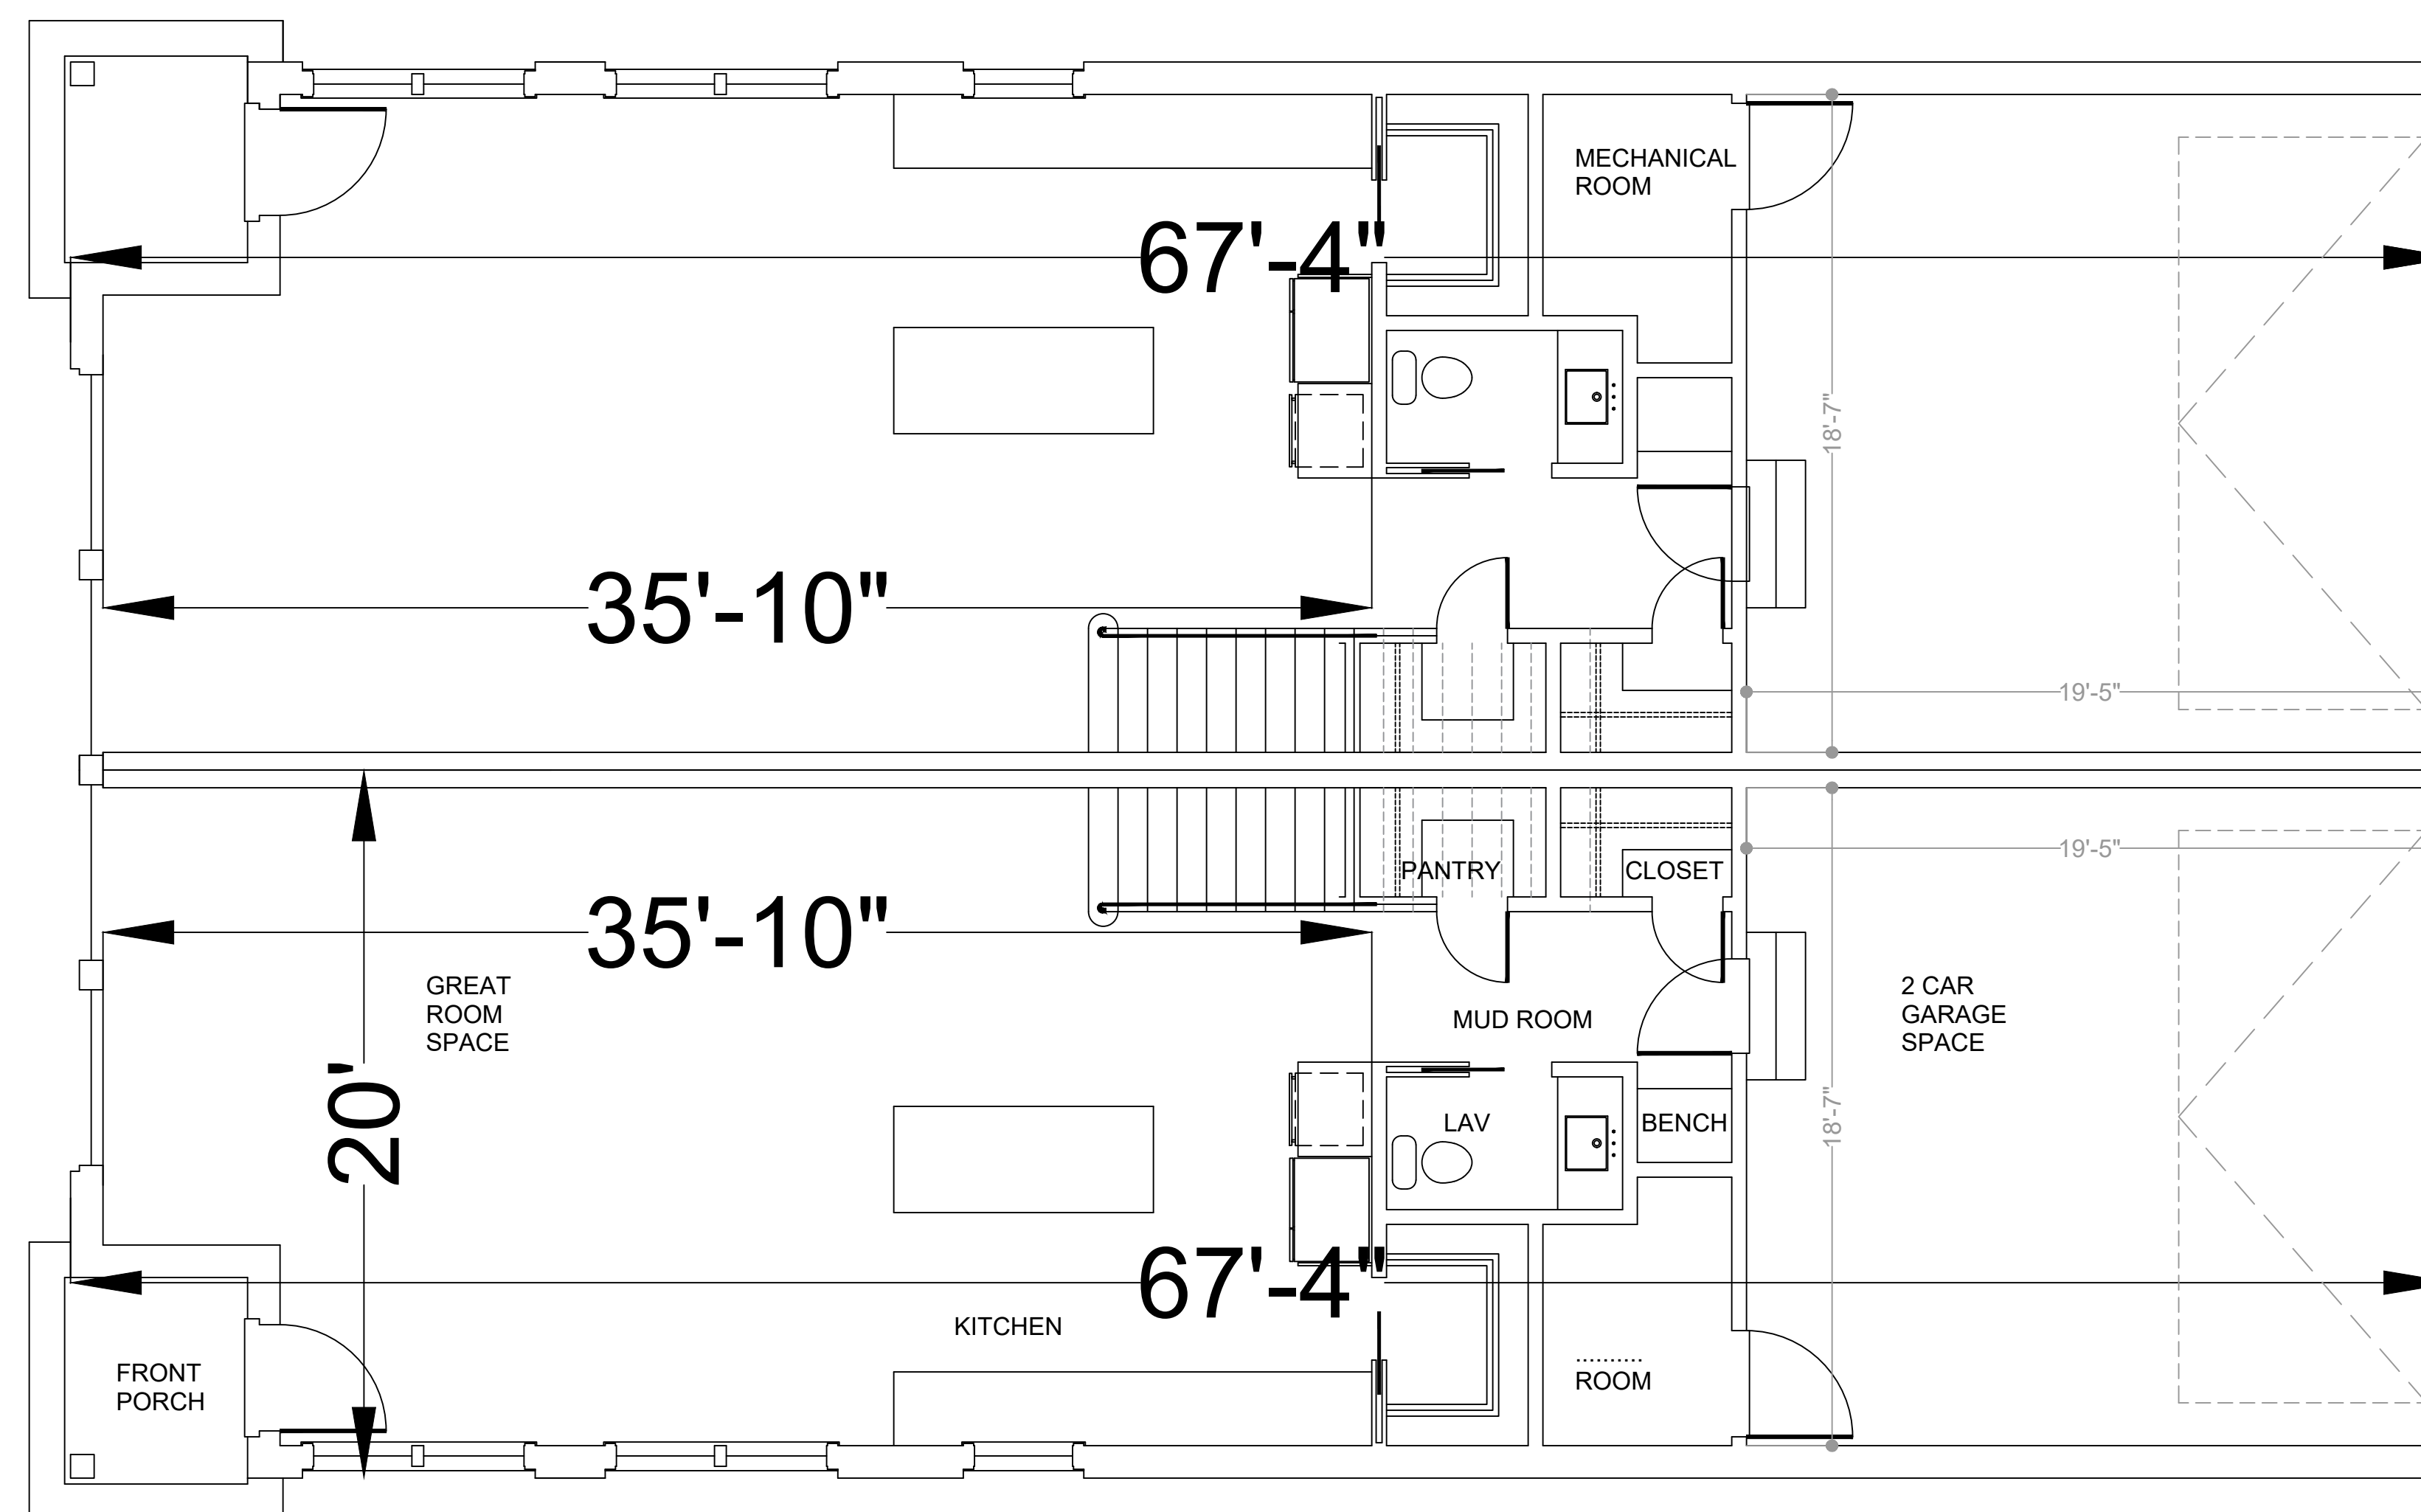 MECHANICAL
ROOM
67'-4"
18'-7"
35'-10"
19'-5"
19'-5"
PANTRY
CLOSET
35'-10"
GREAT
ROOM
SPACE
2 CAR
GARAGE
SPACE
MUD ROOM
20'
LAV
BENCH
18'-7"
67'-4"
KITCHEN
FRONT
PORCH
..........
ROOM